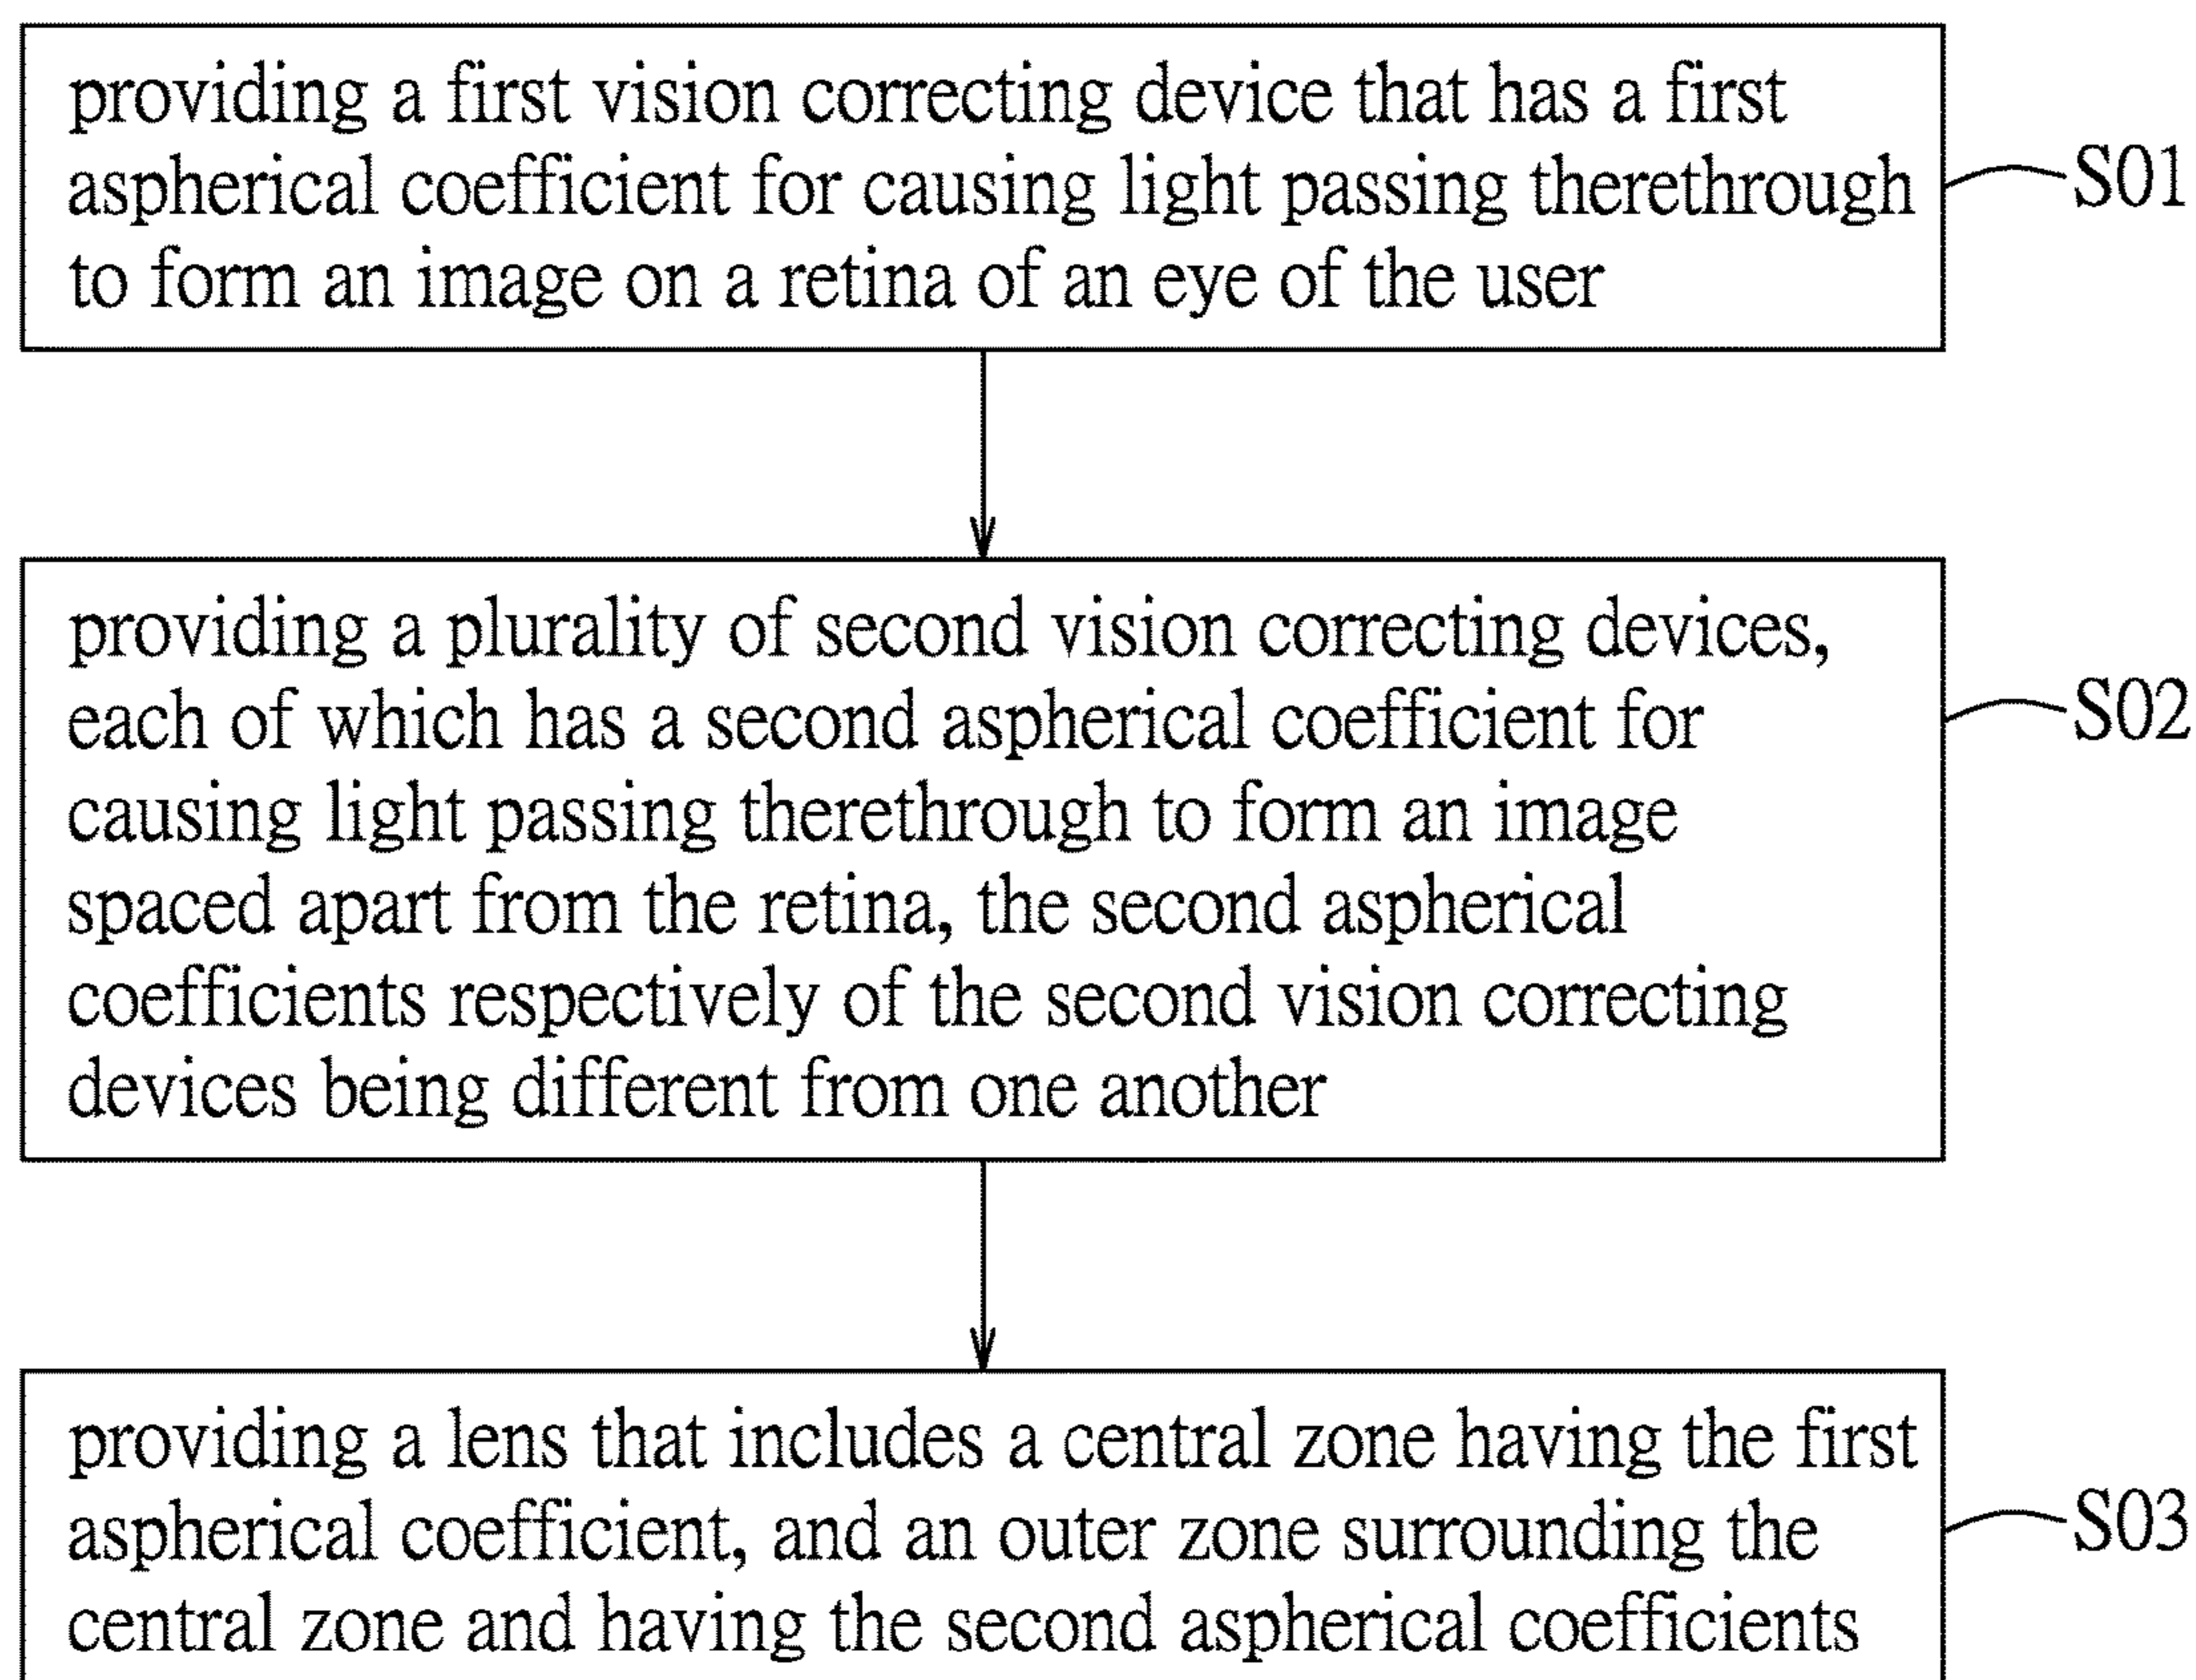 providing a first vision correcting device that has a first
aspherical coefficient for causing light passing therethrough
to form an image on a retina of an eye of the user
S01
providing a plurality of second vision correcting devices,
each of which has a second aspherical coefficient for
causing light passing therethrough to form an image
spaced apart from the retina, the second aspherical
coefficients respectively of the second vision correcting
devices being different from one another
S02
providing a lens that includes a central zone having the first
aspherical coefficient, and an outer zone surrounding the
central zone and having the second aspherical coefficients
S03